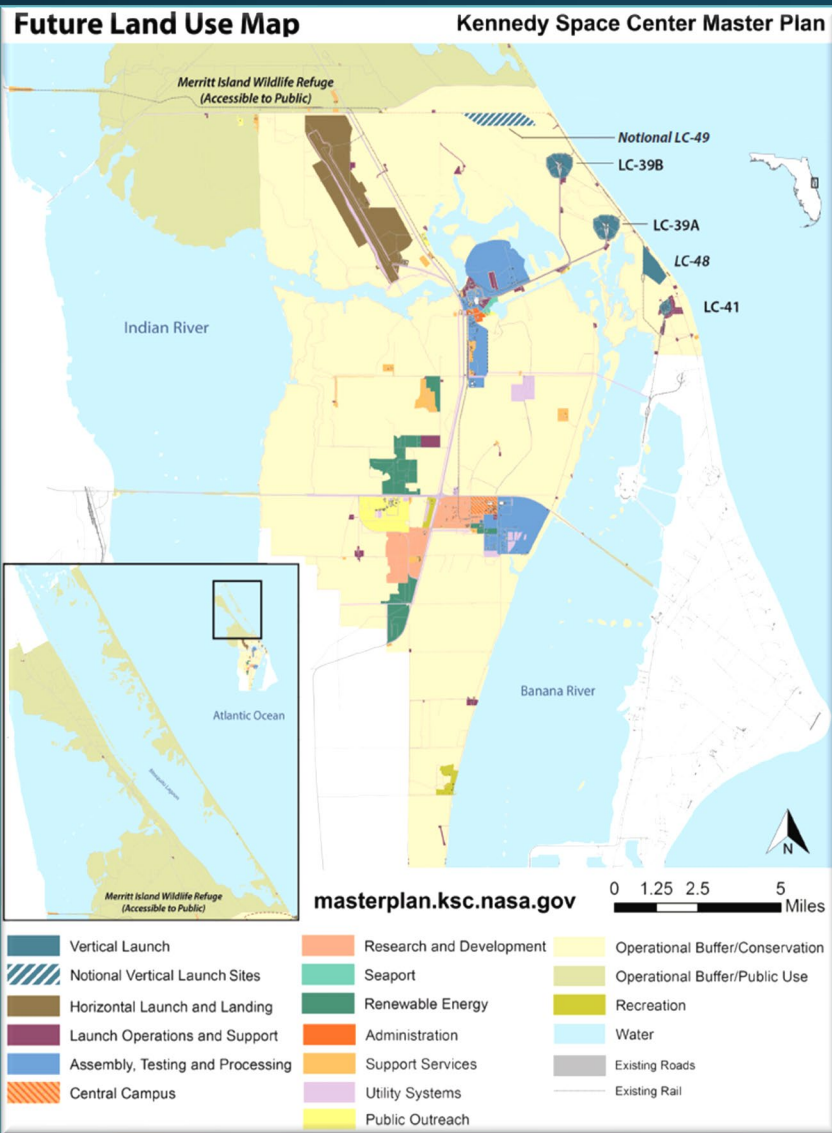 Future Land Use Map
Kennedy Space Center Master Plan
Merritt Island Wildlife Refuge
(Accessible to Public)
Notional LC-49
LC-39B
LC-39A
LC-48
LC-41
Indian River
Banana River
Atlantic Ocean
Mosquito Lagoon
Merritt Island Wildlife Refuge
(Accessible to Public)
N
masterplan.ksc.nasa.gov
0 1.25 2.5 5
Miles
Vertical Launch
Notional Vertical Launch Sites
Horizontal Launch and Landing
Launch Operations and Support
Assembly, Testing and Processing
Central Campus
Research and Development
Seaport
Renewable Energy
Administration
Support Services
Utility Systems
Public Outreach
Operational Buffer/Conservation
Operational Buffer/Public Use
Recreation
Water
Existing Roads
Existing Rail